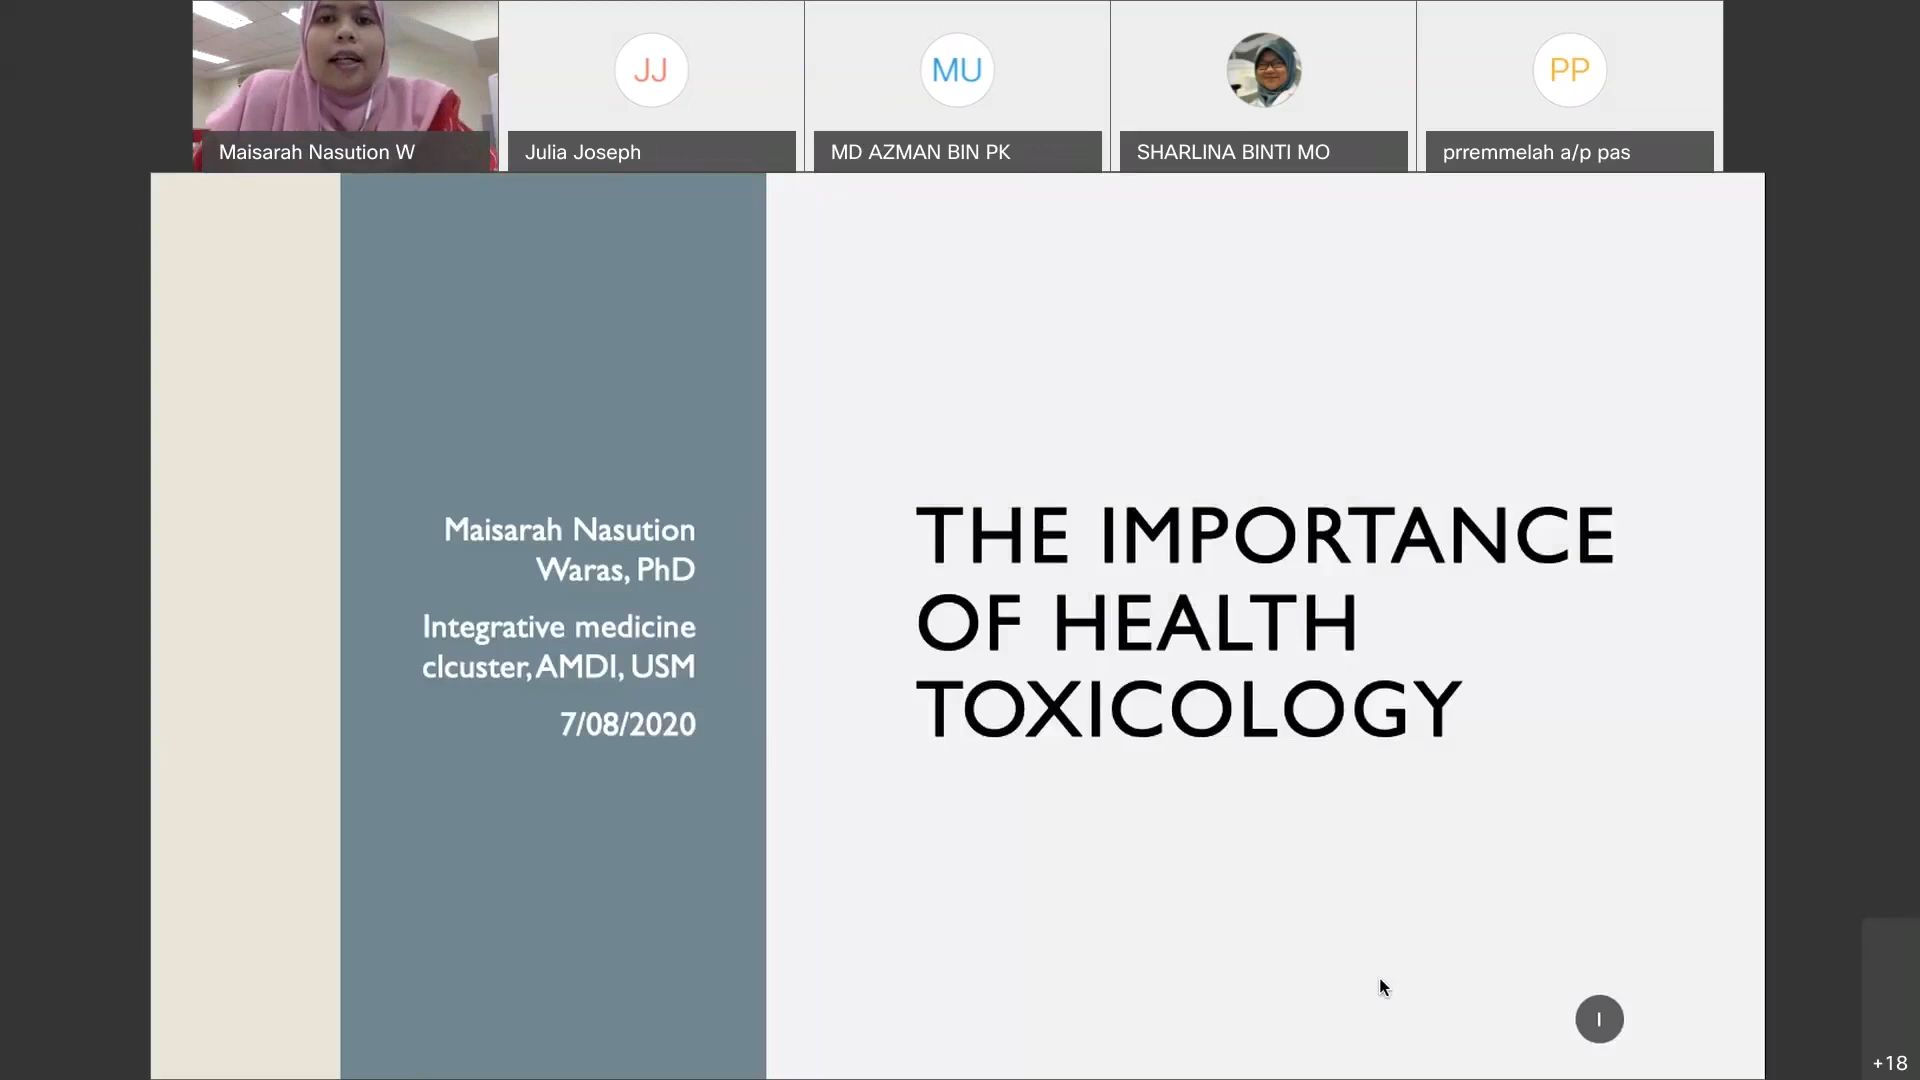 JJ
MU
PP
Maisarah Nasution W
Julia Joseph
MD AZMAN BIN PK
SHARLINA BINTI MO
prremmelah a/p pas
Maisarah Nasution
Waras, PhD
Integrative medicine
clcuster, AMDI, USM
7/08/2020
THE IMPORTANCE
OF HEALTH
TOXICOLOGY
1
+18